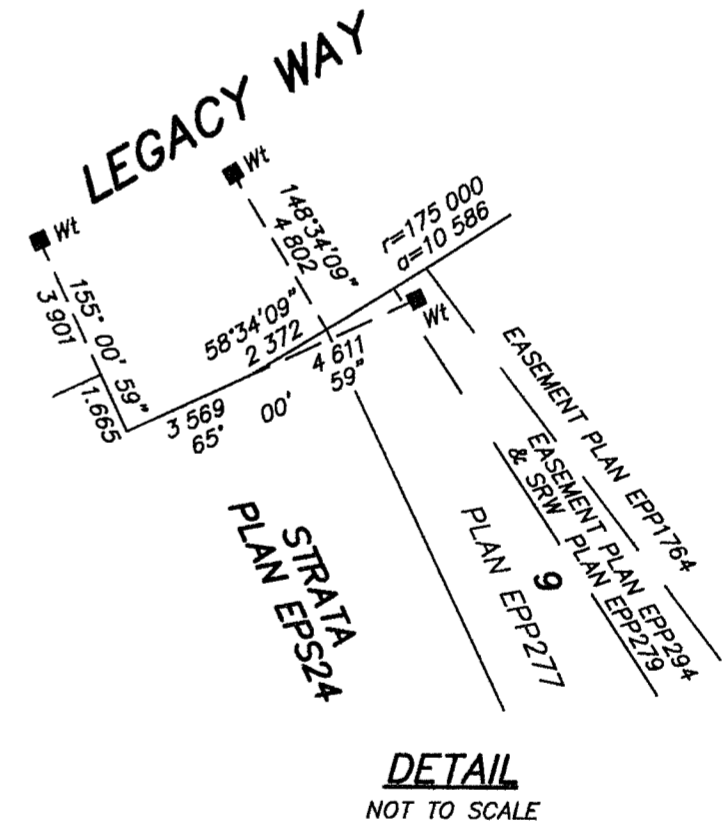 LEGACY WAY
Wt
Wt
148°34'09"
4 802
r=175 000
a=10 586
155° 00' 59"
3 901
1.665
58°34'09"
2 372
Wt
4 611
3 569
65° 00' 59"
EASEMENT PLAN EPP1764
EASEMENT PLAN EPP294
& SRW PLAN EPP279
9
PLAN EPP277
STRATA
PLAN EPS24
DETAIL
NOT TO SCALE